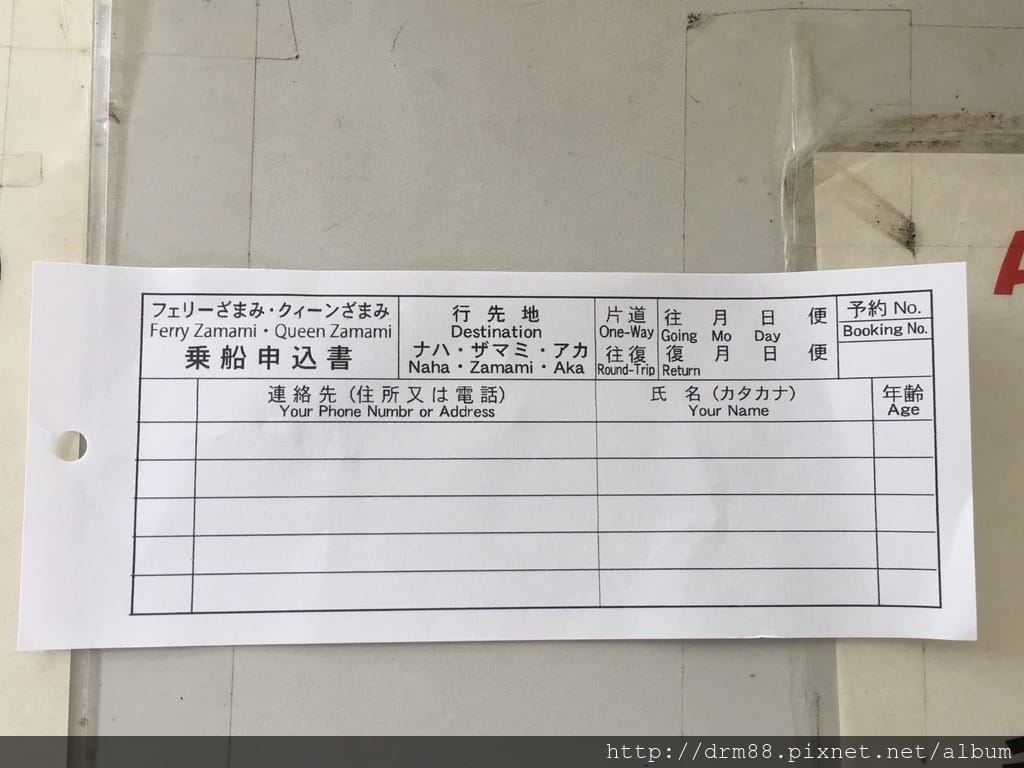 フェリーざまみ・クィーンざまみ
Ferry Zamami・Queen Zamami
乗船申込書
行先地
Destination
ナハ・ザマミ・アカ
Naha・Zamami・Aka
片道
One-Way
往復
Round-Trip
往 月 日 便
Going Mo Day
復 月 日 便
Return
予約 No.
Booking No.
連絡先（住所又は電話）
Your Phone Numbr or Address
氏 名（カタカナ）
Your Name
年齢
Age
A
http://drm88.pixnet.net/album